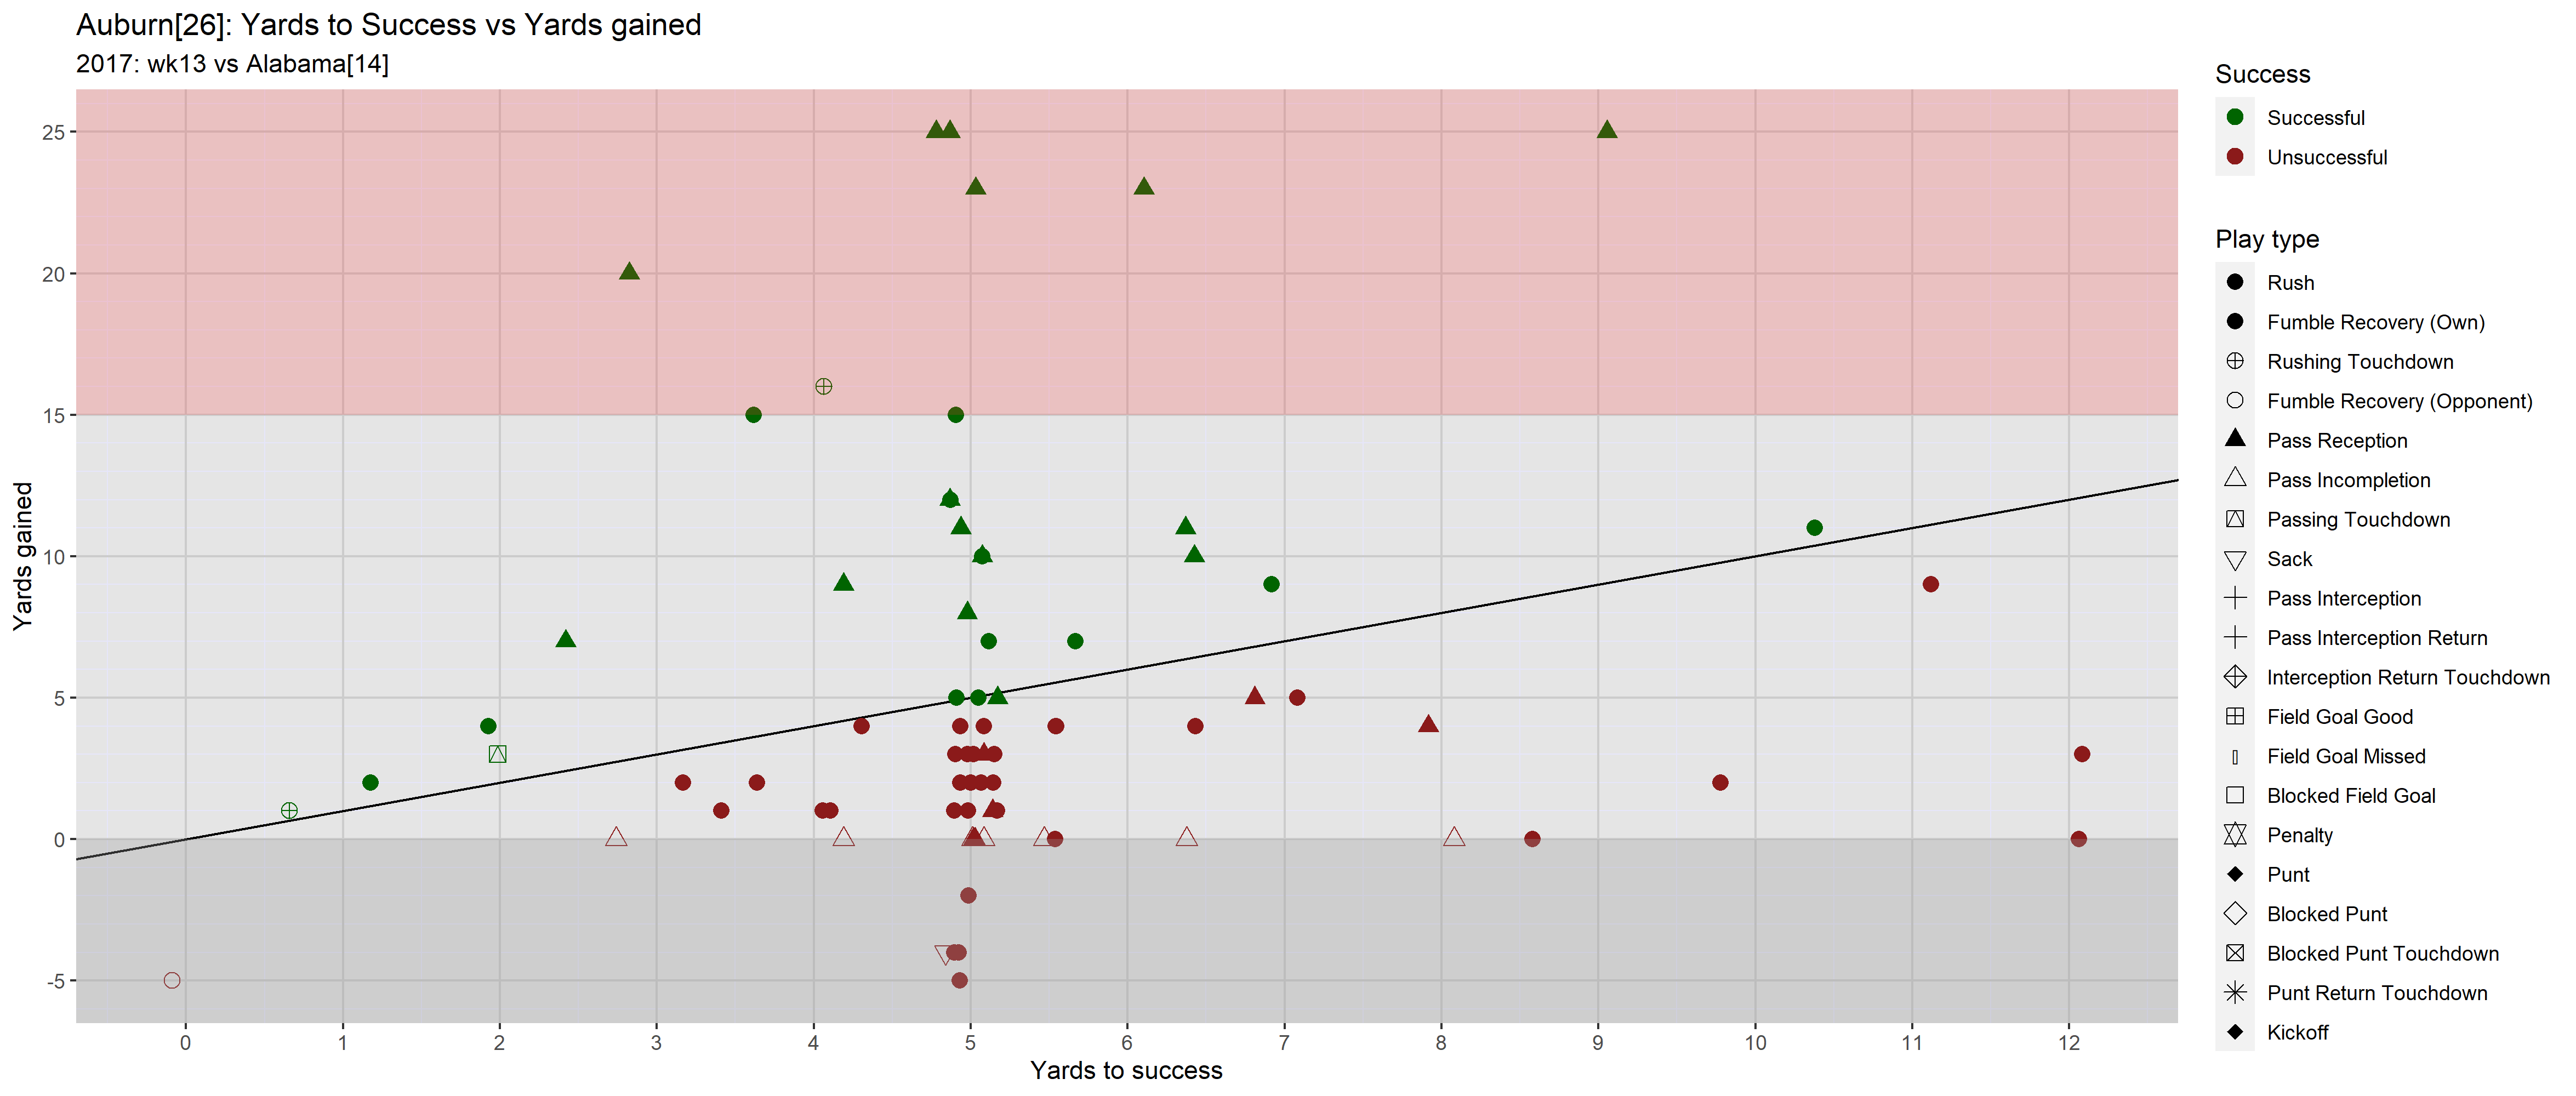 Auburn[26]: Yards to Success vs Yards gained
2017: wk13 vs Alabama[14]
Yards gained
25
20
15
10
5
0
-5
0 1 2 3 4 5 6 7 8 9 10 11 12
Yards to success
Success
Successful
Unsuccessful
Play type
Rush
Fumble Recovery (Own)
Rushing Touchdown
Fumble Recovery (Opponent)
Pass Reception
Pass Incompletion
Passing Touchdown
Sack
Pass Interception
Pass Interception Return
Interception Return Touchdown
Field Goal Good
Field Goal Missed
Blocked Field Goal
Penalty
Punt
Blocked Punt
Blocked Punt Touchdown
Punt Return Touchdown
Kickoff